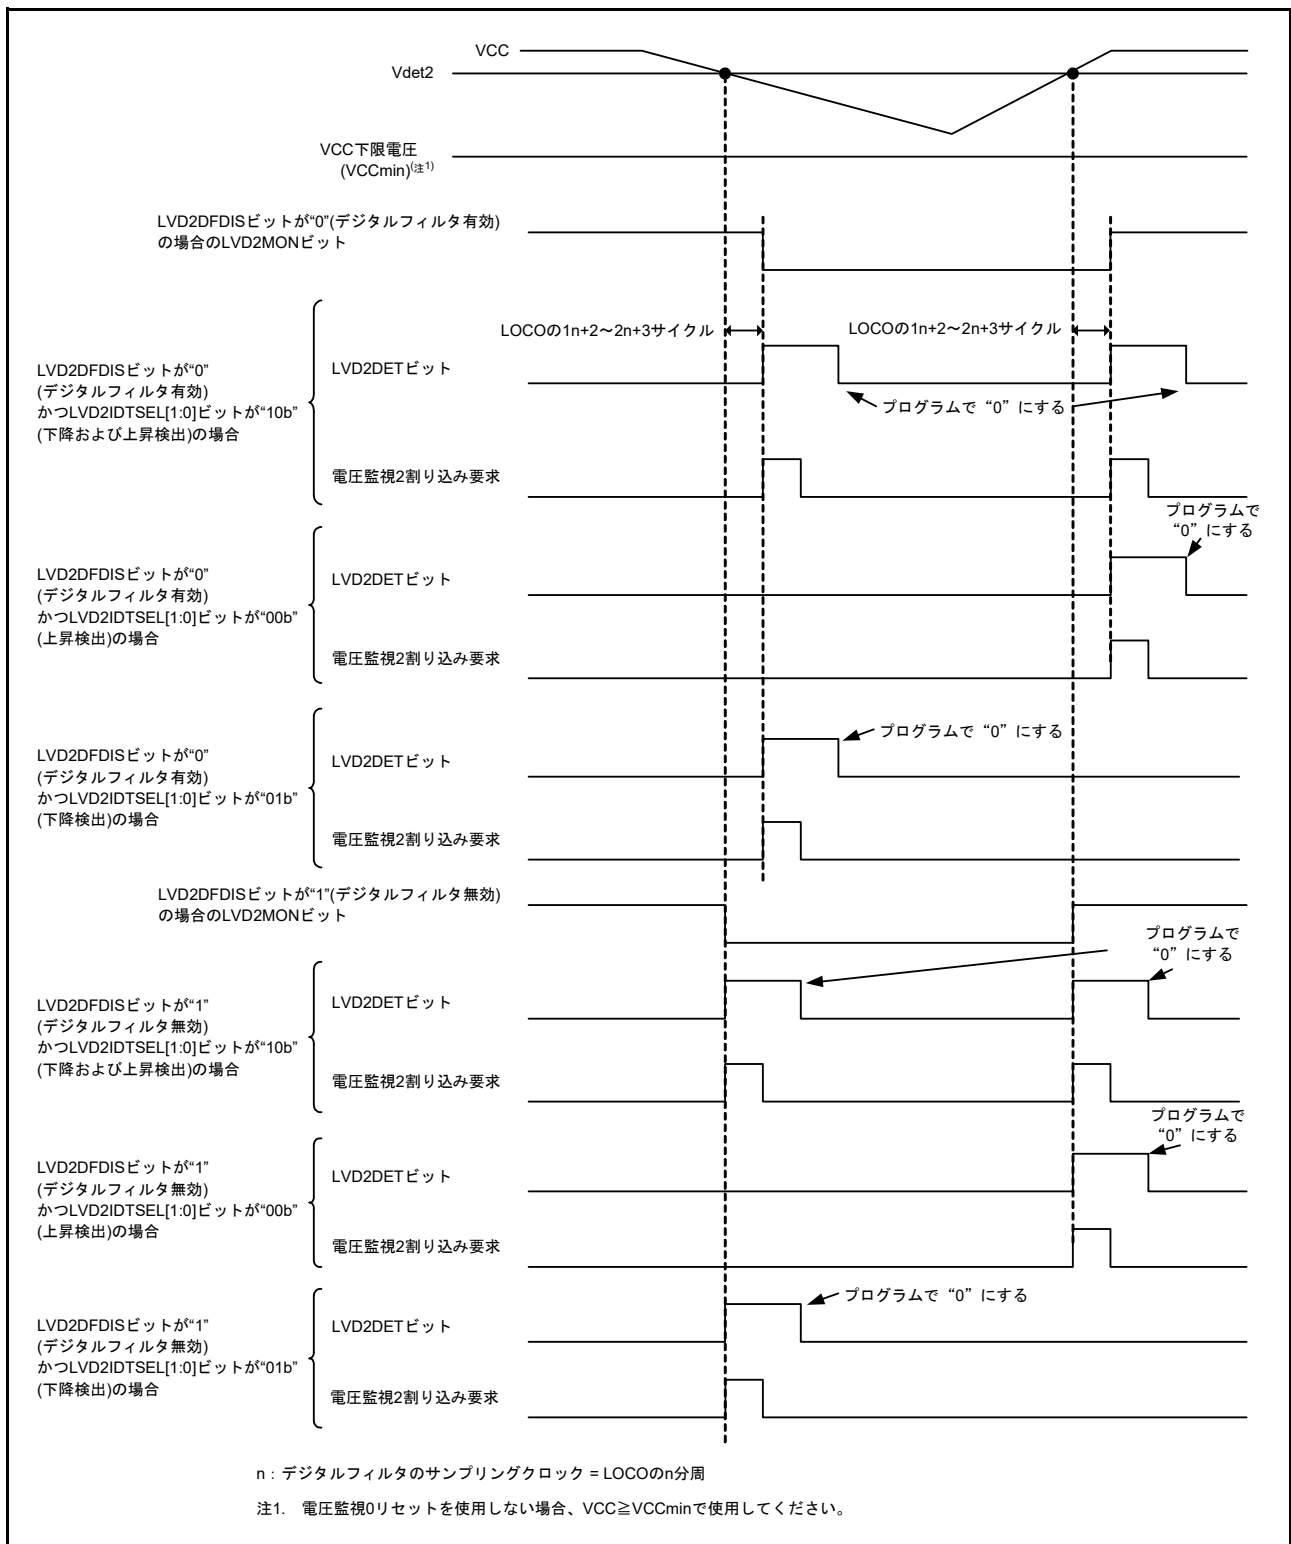 VCC
Vdet2
VCC下限電圧
(VCCmin)(注1)
LVD2DFDISビットが“0”(デジタルフィルタ有効)
の場合のLVD2MONビット
LOCOの1n+2～2n+3サイクル
LOCOの1n+2～2n+3サイクル
LVD2DFDISビットが“0”
(デジタルフィルタ有効)
かつLVD2IDTSEL[1:0]ビットが“10b”
(下降および上昇検出)の場合
LVD2DETビット
プログラムで“0”にする
電圧監視2割り込み要求
プログラムで
“0”にする
LVD2DFDISビットが“0”
(デジタルフィルタ有効)
かつLVD2IDTSEL[1:0]ビットが“00b”
(上昇検出)の場合
LVD2DETビット
電圧監視2割り込み要求
プログラムで“0”にする
LVD2DFDISビットが“0”
(デジタルフィルタ有効)
かつLVD2IDTSEL[1:0]ビットが“01b”
(下降検出)の場合
LVD2DETビット
電圧監視2割り込み要求
LVD2DFDISビットが“1”(デジタルフィルタ無効)
の場合のLVD2MONビット
プログラムで
“0”にする
LVD2DFDISビットが“1”
(デジタルフィルタ無効)
かつLVD2IDTSEL[1:0]ビットが“10b”
(下降および上昇検出)の場合
LVD2DETビット
電圧監視2割り込み要求
プログラムで
“0”にする
LVD2DFDISビットが“1”
(デジタルフィルタ無効)
かつLVD2IDTSEL[1:0]ビットが“00b”
(上昇検出)の場合
LVD2DETビット
電圧監視2割り込み要求
プログラムで“0”にする
LVD2DFDISビットが“1”
(デジタルフィルタ無効)
かつLVD2IDTSEL[1:0]ビットが“01b”
(下降検出)の場合
LVD2DETビット
電圧監視2割り込み要求
n：デジタルフィルタのサンプリングクロック = LOCOのn分周
注1. 電圧監視0リセットを使用しない場合、VCC≧VCCminで使用してください。